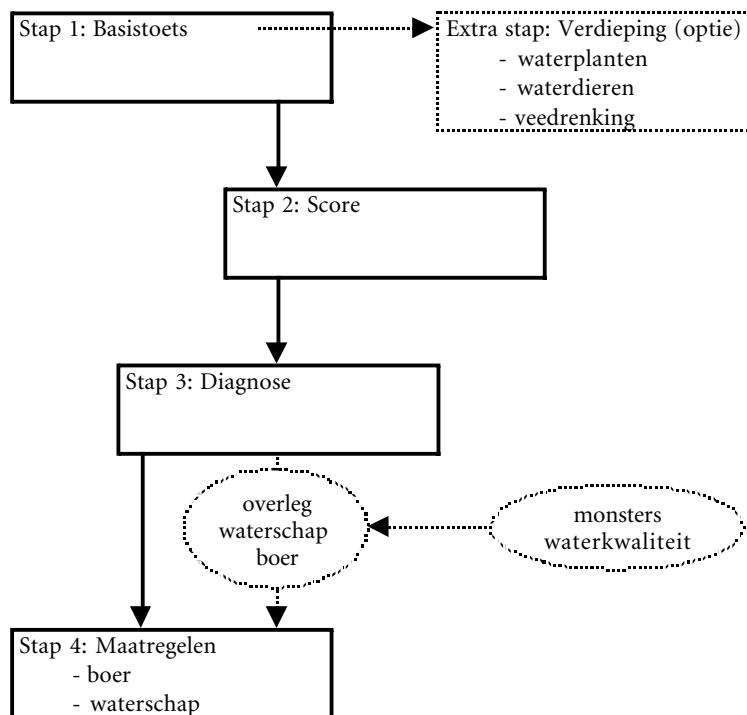 Stap 1: Basistoets
Extra stap: Verdieping (optie)
- waterplanten
- waterdieren
- veedrenking
Stap 2: Score
Stap 3: Diagnose
overleg
waterschap
boer
monsters
waterkwaliteit
Stap 4: Maatregelen
- boer
- waterschap